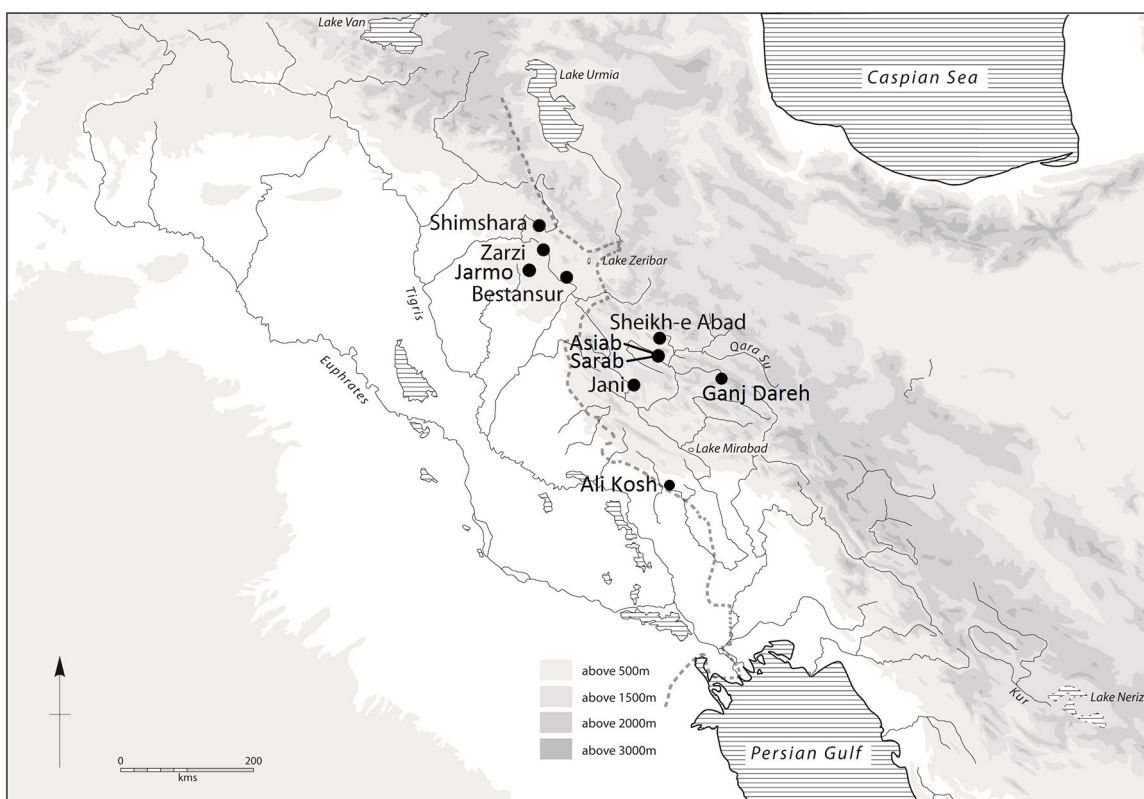 Lake Van
Lake Urmia
Caspian Sea
Shimshara
Zarzi
Lake Zeribar
Jarmo
Bestansur
Tigris
Sheikh-e Abad
Asiab
Qara Su
Sarab
Euphrates
Jani
Ganj Dareh
Lake Mirabad
Ali Kosh
above 500m
above 1500m
above 2000m
above 3000m
Kur
Lake Neriz
Persian Gulf
0 200
kms